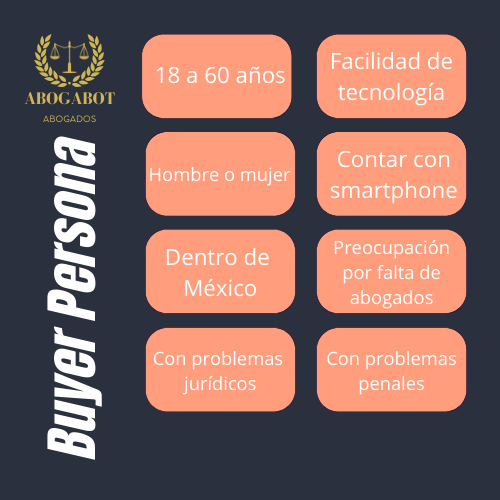 ABOGABOT
ABOGADOS
Buyer Persona
18 a 60 años
Facilidad de
tecnología
Hombre o mujer
Contar con
smartphone
Dentro de
México
Preocupación
por falta de
abogados
Con problemas
jurídicos
Con problemas
penales